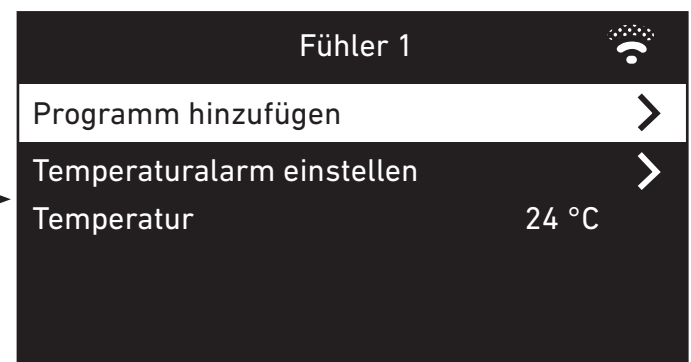 Fühler 1
Programm hinzufügen
Temperaturalarm einstellen
Temperatur 24 °C